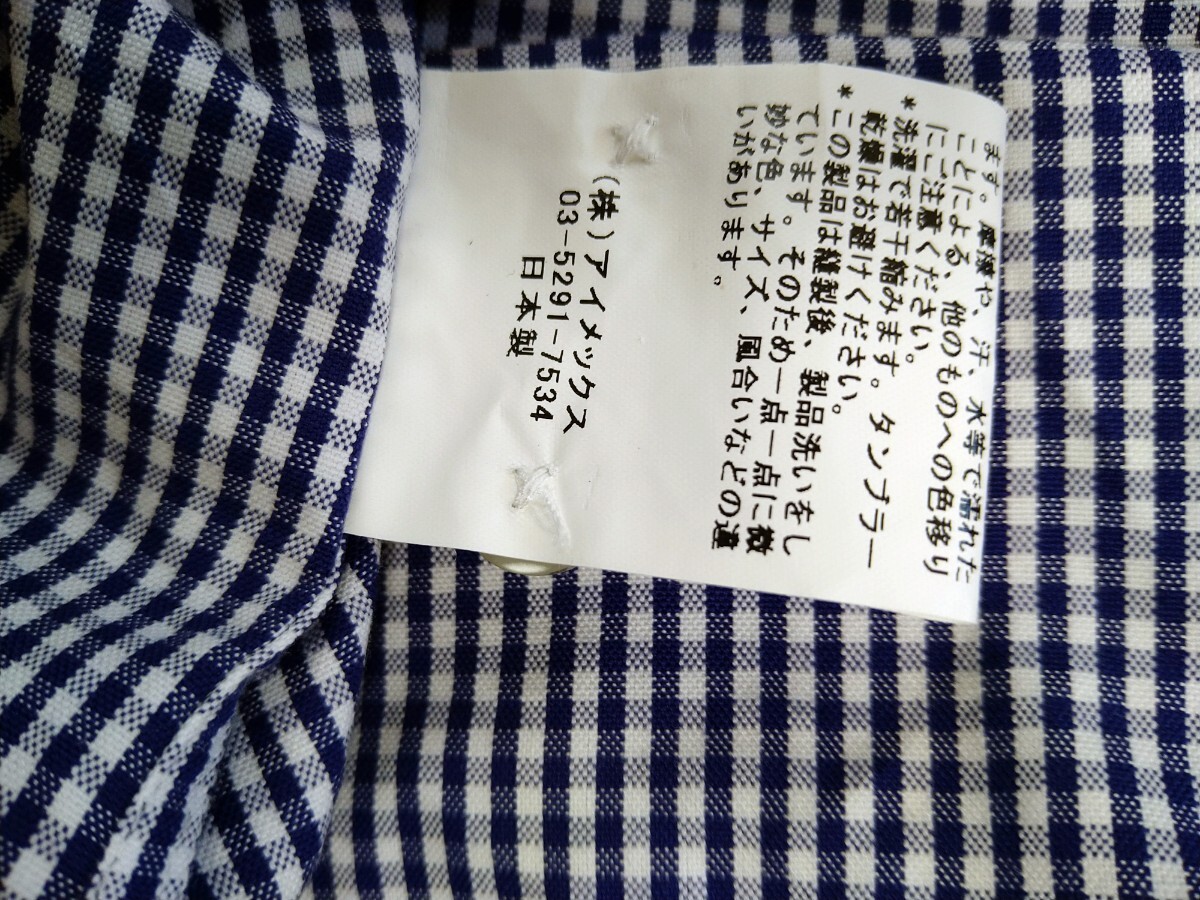 ます。摩擦や、汗、水等で濡れた
ことによる、他のものへの色移り
にご注意ください。
*洗濯で若干縮みます。タンブラー
乾燥はお避けください。
*この製品は縫製後、製品洗いをし
ています。そのため一点一点に微
妙な色、サイズ、風合いなどの違
いがあります。
(株)アイメックス
03-5291-7534
日本製